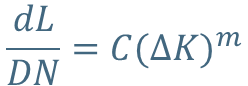 dL/DN = C(ΔK)^m